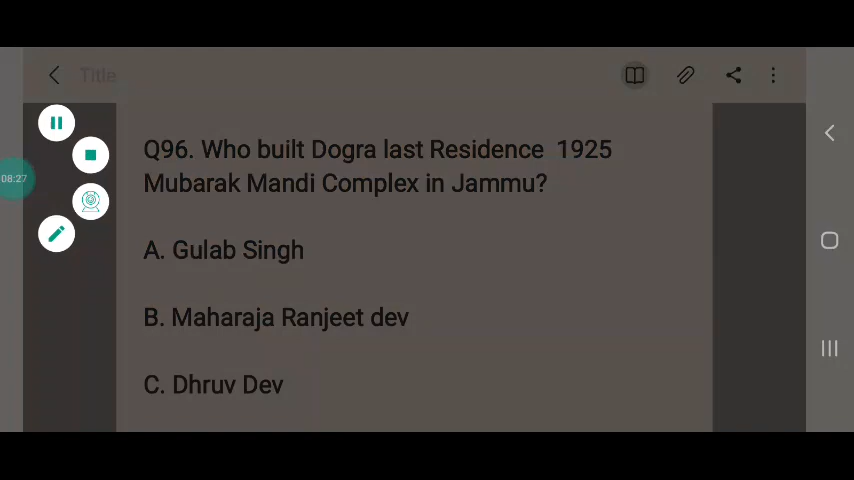 Title
Q96. Who built Dogra last Residence 1925
Mubarak Mandi Complex in Jammu?
08:27
A. Gulab Singh
B. Maharaja Ranjeet dev
C. Dhruv Dev